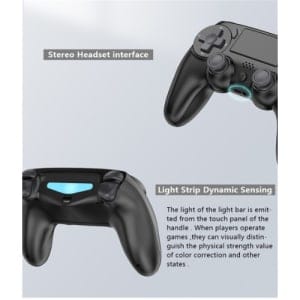 Stereo Headset interface
Light Strip Dynamic Sensing
The light of the light bar is emit-
ted from the touch panel of the
handle . When players operate
games ,they can visually distin-
guish the physical strength value
of color correction and other
states .